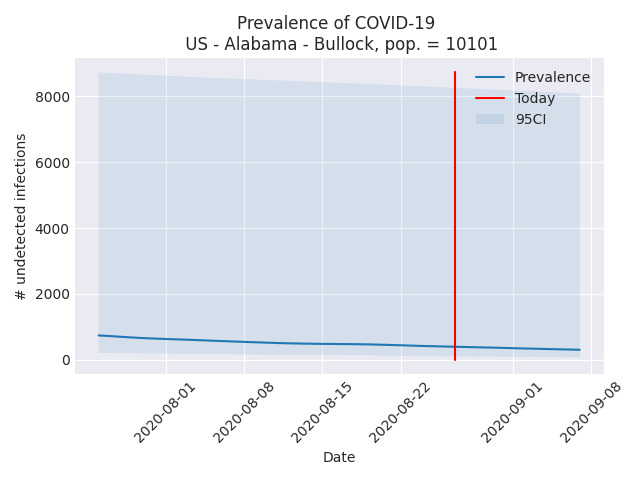 Prevalence of COVID-19
US - Alabama - Bullock, pop. = 10101
Prevalence
Today
95CI
8000
6000
4000
2000
0
# undetected infections
2020-08-01
2020-08-08
2020-08-15
2020-08-22
2020-09-01
2020-09-08
Date